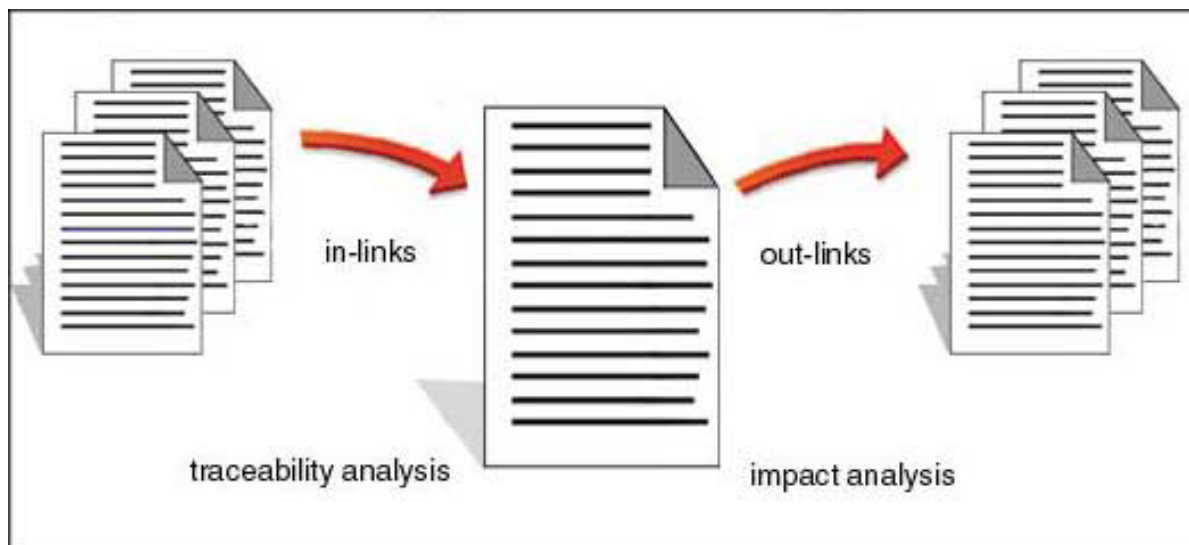 in-links
out-links
traceability analysis
impact analysis